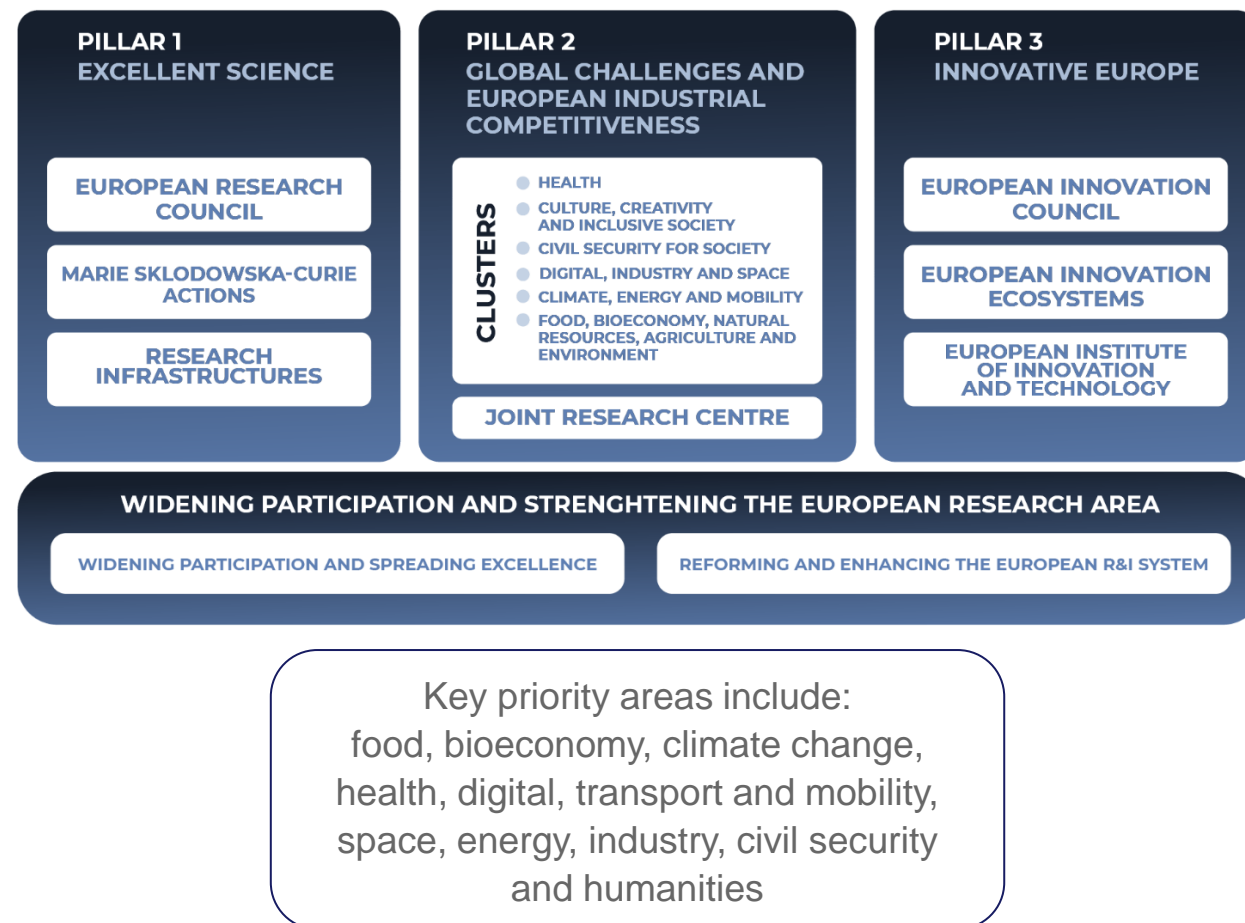 PILLAR 1
EXCELLENT SCIENCE
EUROPEAN RESEARCH
COUNCIL
MARIE SKLODOWSKA-CURIE
ACTIONS
RESEARCH
INFRASTRUCTURES
PILLAR 2
GLOBAL CHALLENGES AND
EUROPEAN INDUSTRIAL
COMPETITIVENESS
CLUSTERS
HEALTH
CULTURE, CREATIVITY
AND INCLUSIVE SOCIETY
CIVIL SECURITY FOR SOCIETY
DIGITAL, INDUSTRY AND SPACE
CLIMATE, ENERGY AND MOBILITY
FOOD, BIOECONOMY, NATURAL
RESOURCES, AGRICULTURE AND
ENVIRONMENT
JOINT RESEARCH CENTRE
PILLAR 3
INNOVATIVE EUROPE
EUROPEAN INNOVATION
COUNCIL
EUROPEAN INNOVATION
ECOSYSTEMS
EUROPEAN INSTITUTE
OF INNOVATION
AND TECHNOLOGY
WIDENING PARTICIPATION AND STRENGHTENING THE EUROPEAN RESEARCH AREA
WIDENING PARTICIPATION AND SPREADING EXCELLENCE
REFORMING AND ENHANCING THE EUROPEAN R&I SYSTEM
Key priority areas include:
food, bioeconomy, climate change,
health, digital, transport and mobility,
space, energy, industry, civil security
and humanities